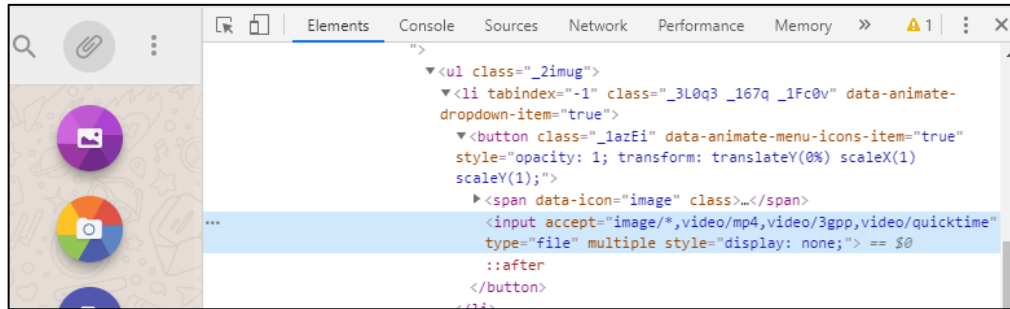 Elements Console Sources Network Performance Memory » 1
">
▼<ul class="_2imug">
▼<li tabindex="-1" class="_3L0q3 _167q _1Fc0v" data-animate-
dropdown-item="true">
▼<button class="_1azEi" data-animate-menu-icons-item="true"
style="opacity: 1; transform: translateY(0%) scaleX(1)
scaleY(1);">
▶<span data-icon="image" class>…</span>
<input accept="image/*,video/mp4,video/3gpp,video/quicktime"
type="file" multiple style="display: none;"> == $0
::after
</button>
</li>